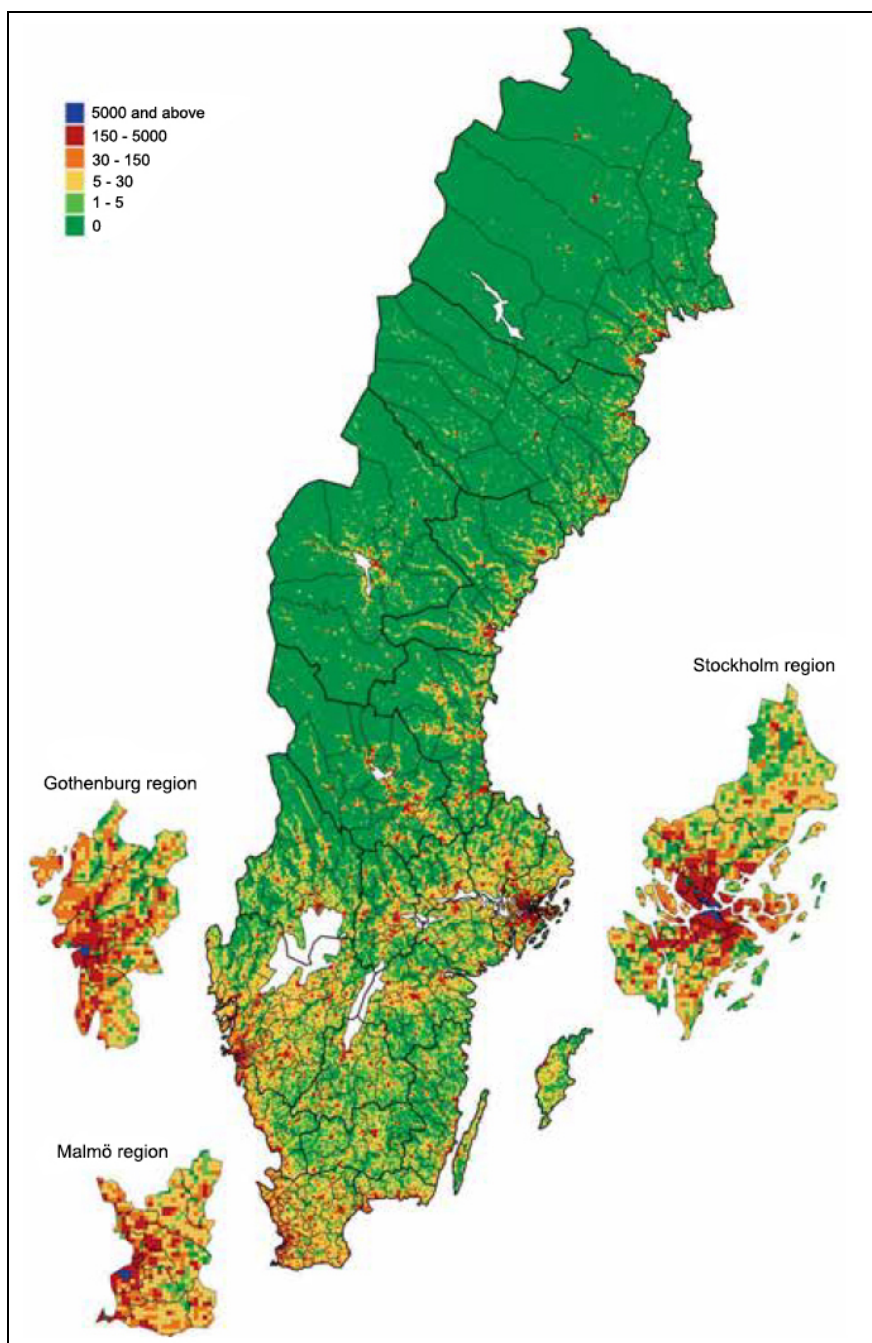 5000 and above
150 - 5000
30 - 150
5 - 30
1 - 5
0
Stockholm region
Gothenburg region
Malmö region